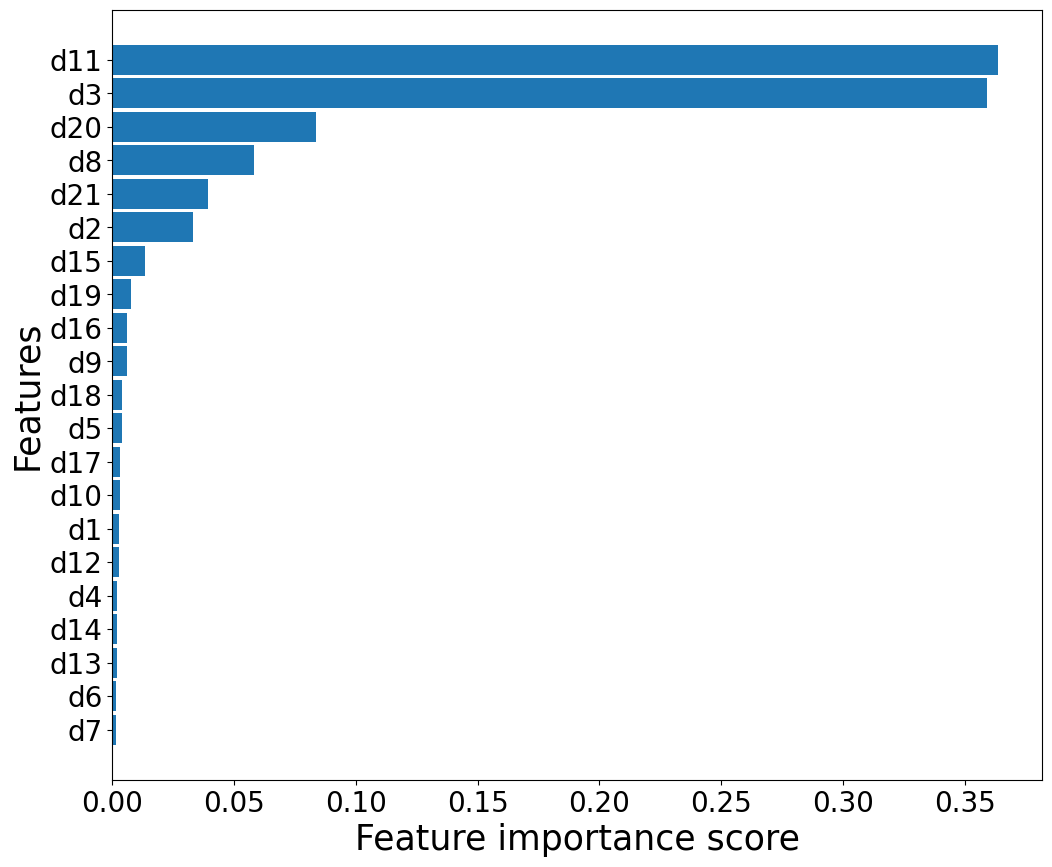 d11
d3
d20
d8
d21
d2
d15
d19
d16
d9
d18
d5
d17
d10
d1
d12
d4
d14
d13
d6
d7
Features
0.00 0.05 0.10 0.15 0.20 0.25 0.30 0.35
Feature importance score